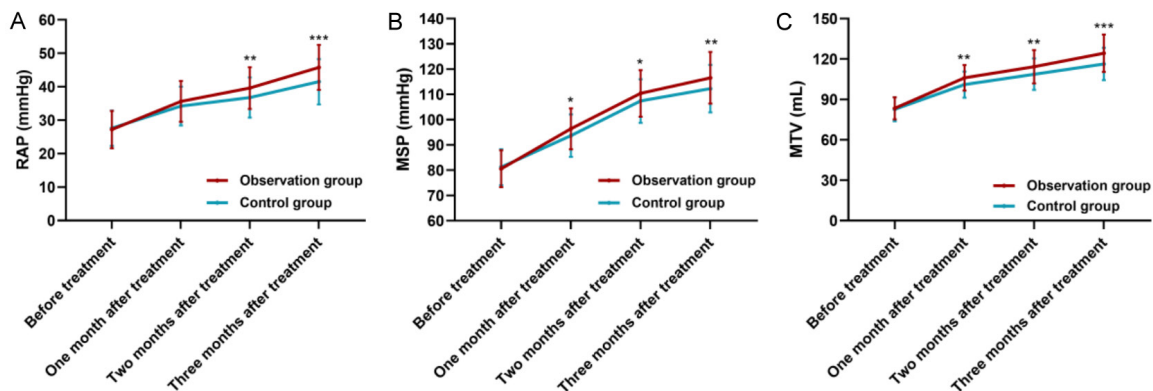 A
RAP (mmHg)
60
50
40
30
20
10
0
**
***
Observation group
Control group
Before treatment
One month after treatment
Two months after treatment
Three months after treatment
B
MSP (mmHg)
140
130
120
110
100
90
80
70
60
*
*
**
Observation group
Control group
Before treatment
One month after treatment
Two months after treatment
Three months after treatment
C
MTV (mL)
150
120
90
60
30
0
**
**
***
Observation group
Control group
Before treatment
One month after treatment
Two months after treatment
Three months after treatment